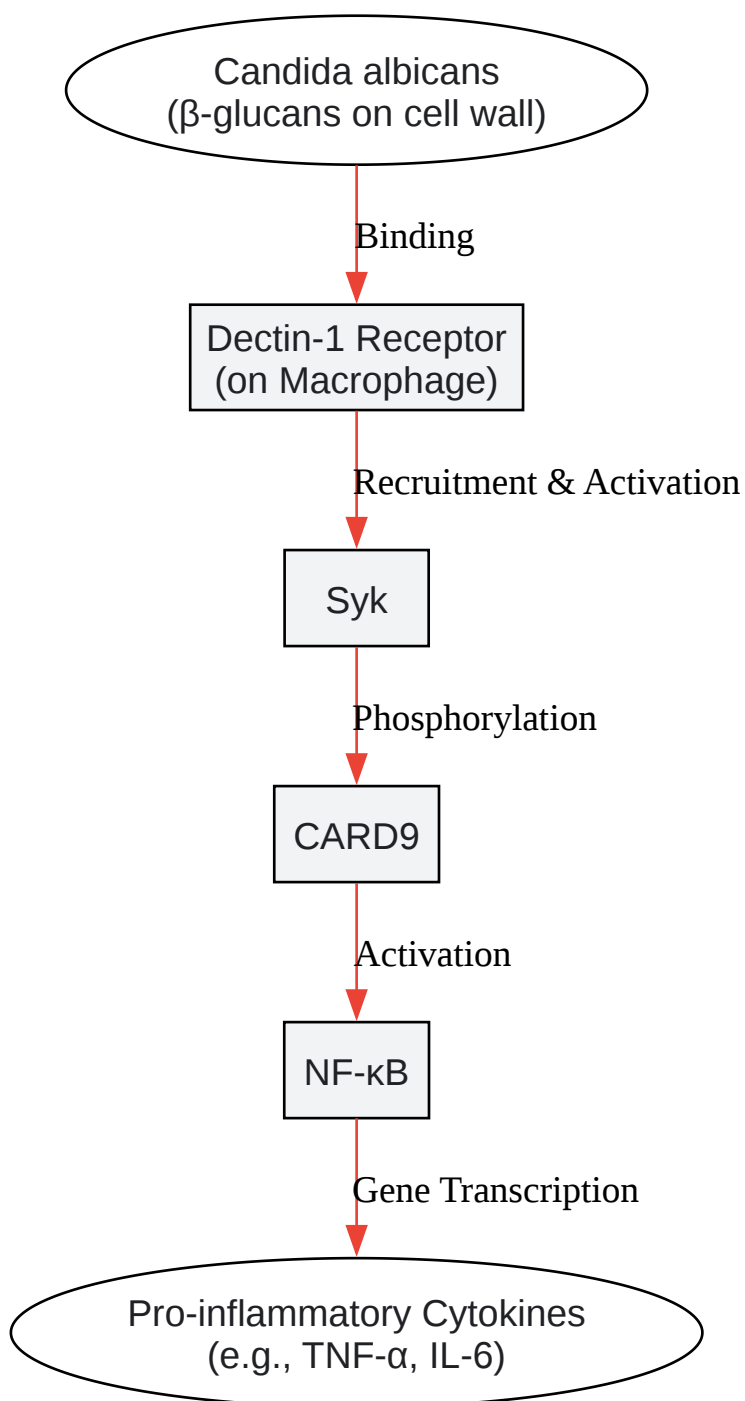 Candida albicans
(β-glucans on cell wall)
Binding
Dectin-1 Receptor
(on Macrophage)
Recruitment & Activation
Syk
Phosphorylation
CARD9
Activation
NF-κB
Gene Transcription
Pro-inflammatory Cytokines
(e.g., TNF-α, IL-6)